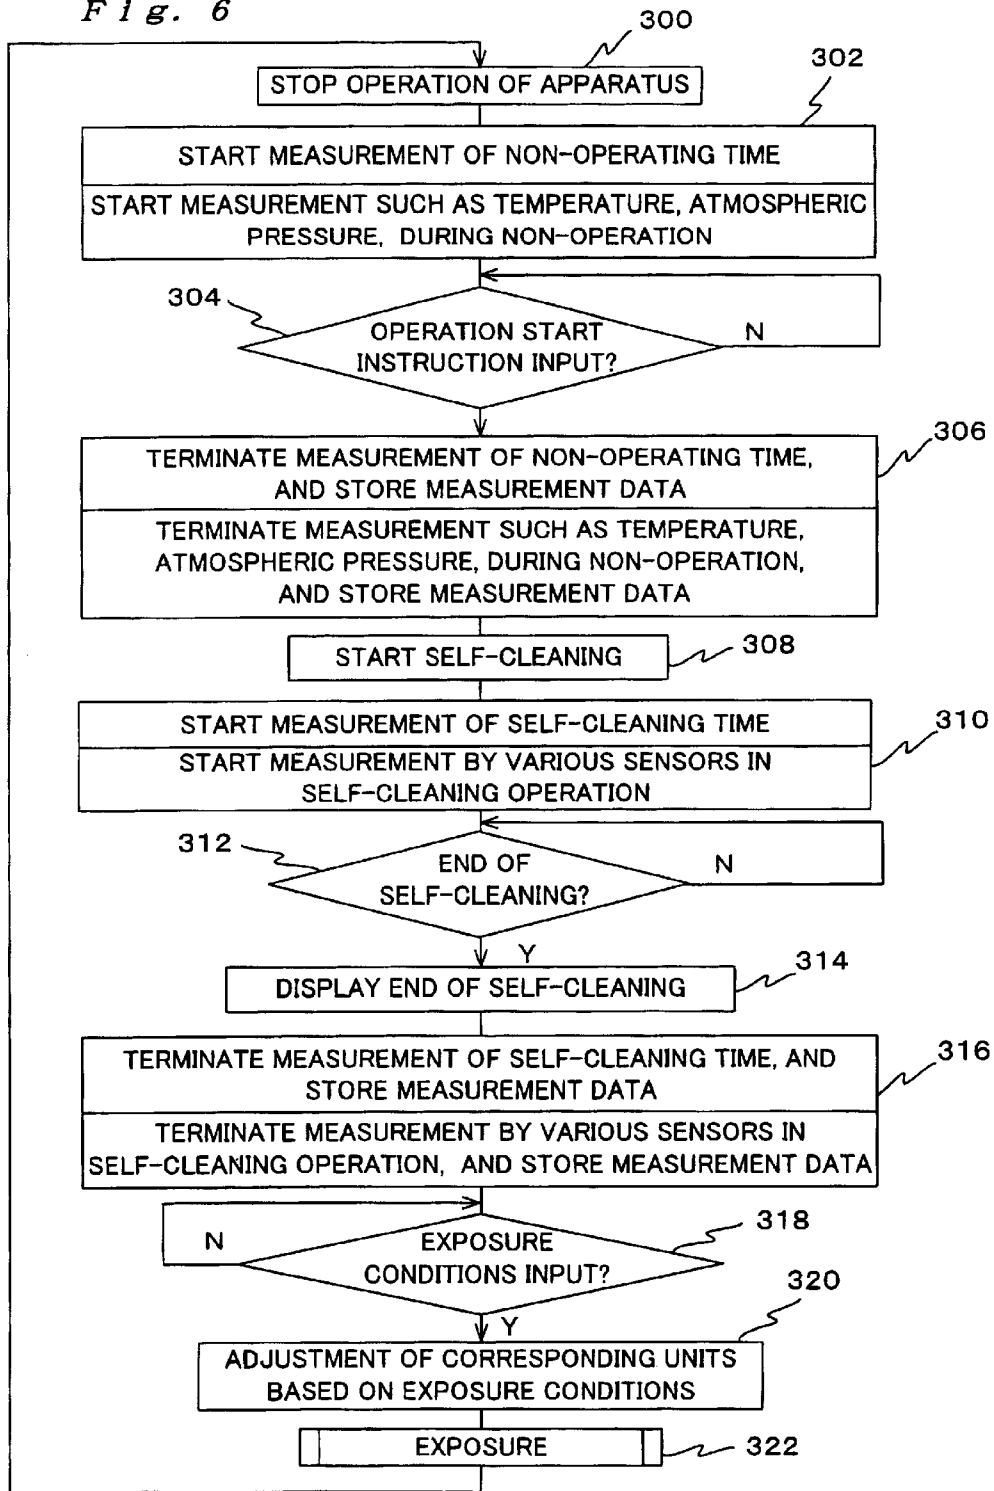 Fig. 6
300
STOP OPERATION OF APPARATUS
302
START MEASUREMENT OF NON-OPERATING TIME
START MEASUREMENT SUCH AS TEMPERATURE, ATMOSPHERIC
PRESSURE, DURING NON-OPERATION
304
OPERATION START
INSTRUCTION INPUT?
N
306
TERMINATE MEASUREMENT OF NON-OPERATING TIME,
AND STORE MEASUREMENT DATA
TERMINATE MEASUREMENT SUCH AS TEMPERATURE,
ATMOSPHERIC PRESSURE, DURING NON-OPERATION,
AND STORE MEASUREMENT DATA
START SELF-CLEANING
308
START MEASUREMENT OF SELF-CLEANING TIME
310
START MEASUREMENT BY VARIOUS SENSORS IN
SELF-CLEANING OPERATION
312
END OF
SELF-CLEANING?
N
Y
314
DISPLAY END OF SELF-CLEANING
TERMINATE MEASUREMENT OF SELF-CLEANING TIME, AND
STORE MEASUREMENT DATA
316
TERMINATE MEASUREMENT BY VARIOUS SENSORS IN
SELF-CLEANING OPERATION, AND STORE MEASUREMENT DATA
318
N
EXPOSURE
CONDITIONS INPUT?
320
Y
ADJUSTMENT OF CORRESPONDING UNITS
BASED ON EXPOSURE CONDITIONS
EXPOSURE
322